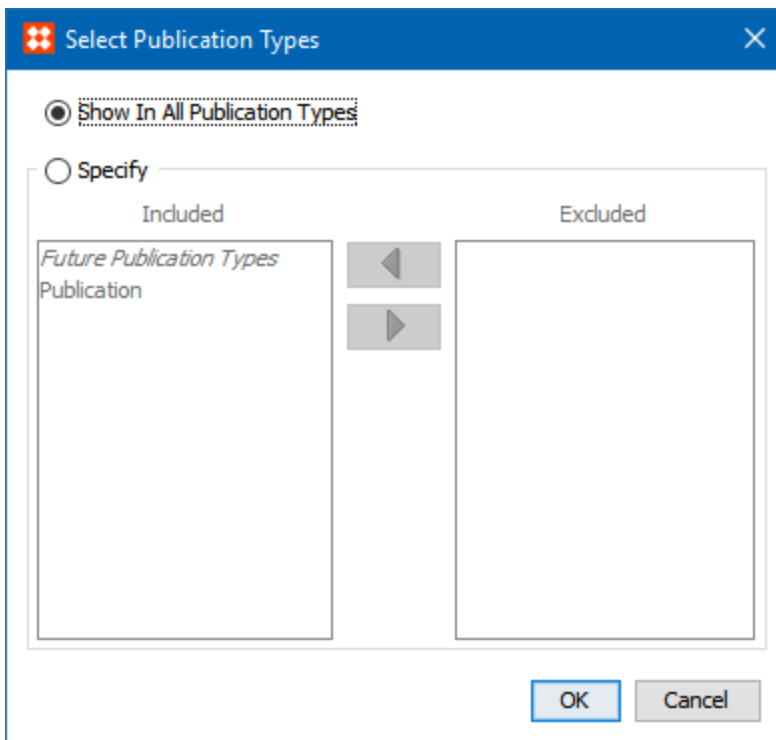 Select Publication Types
Show In All Publication Types
Specify
Included
Excluded
Future Publication Types
Publication
OK
Cancel